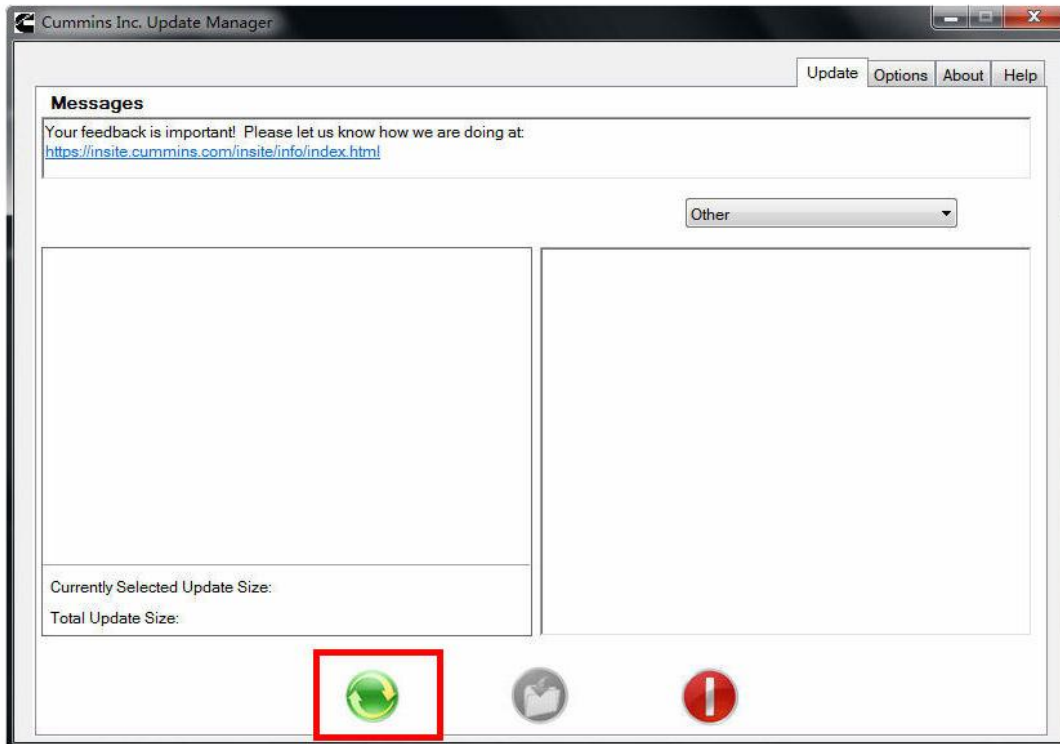 Cummins Inc. Update Manager
Update Options About Help
Messages
Your feedback is important! Please let us know how we are doing at:
https://insite.cummins.com/insite/info/index.html
Other
Currently Selected Update Size:
Total Update Size: